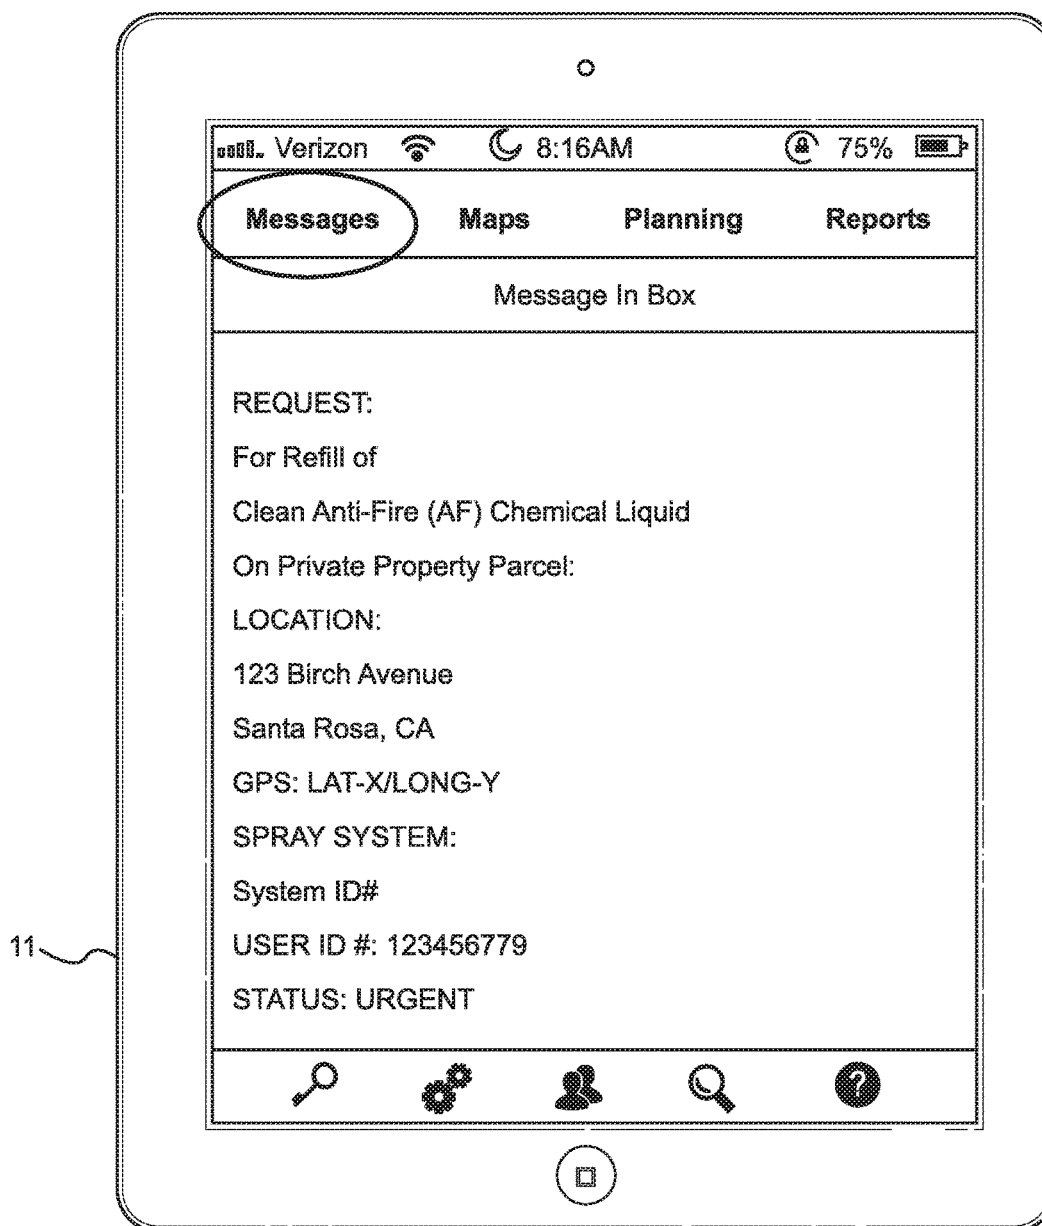 Verizon 8:16AM 75%
Messages Maps Planning Reports
Message In Box
REQUEST:
For Refill of
Clean Anti-Fire (AF) Chemical Liquid
On Private Property Parcel:
LOCATION:
123 Birch Avenue
Santa Rosa, CA
GPS: LAT-X/LONG-Y
SPRAY SYSTEM:
System ID#
11
USER ID #: 123456779
STATUS: URGENT
?